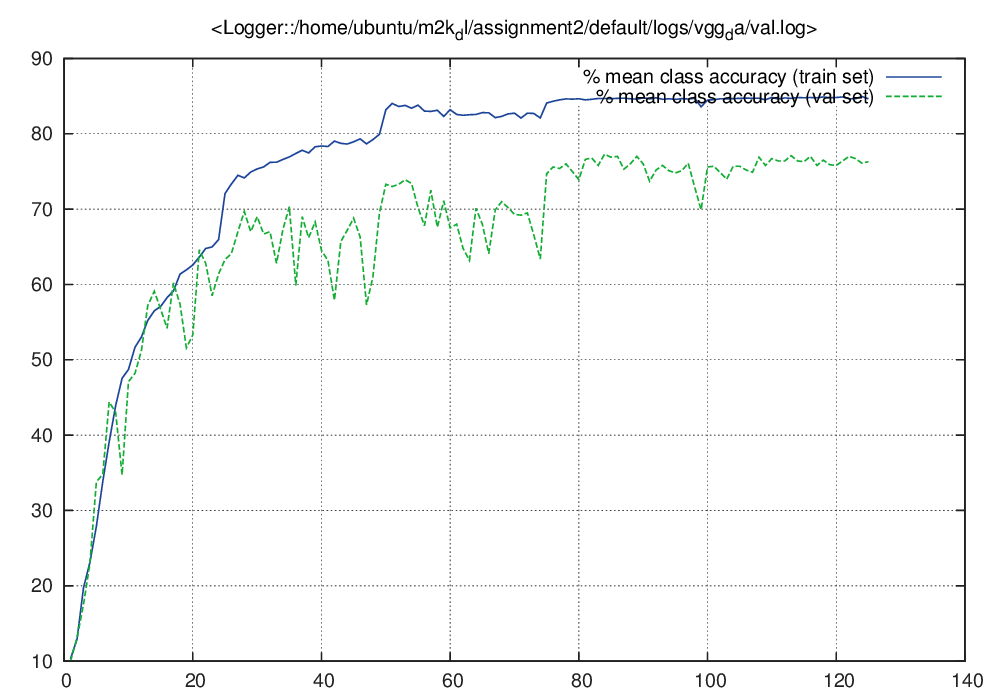 <Logger::/home/ubuntu/m2kdl/assignment2/default/logs/vggda/val.log>
% mean class accuracy (train set)
% mean class accuracy (val set)
90
80
70
60
50
40
30
20
10
0 20 40 60 80 100 120 140